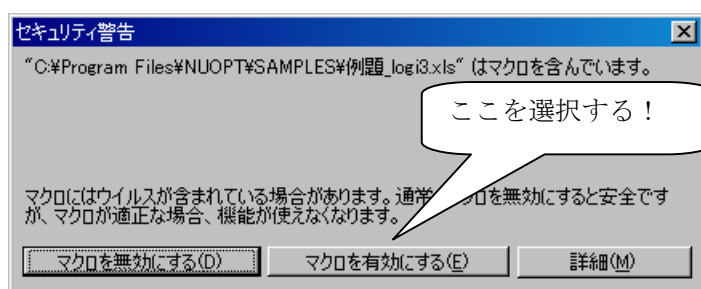 セキュリティ警告
"C:¥Program Files¥NUOPT¥SAMPLES¥例題_logi3.xls" はマクロを含んでいます。
ここを選択する！
マクロにはウイルスが含まれている場合があります。通常 クロを無効にすると安全です
が、マクロが適正な場合、機能が使えなくなります。
マクロを無効にする(D) マクロを有効にする(E) 詳細(M)